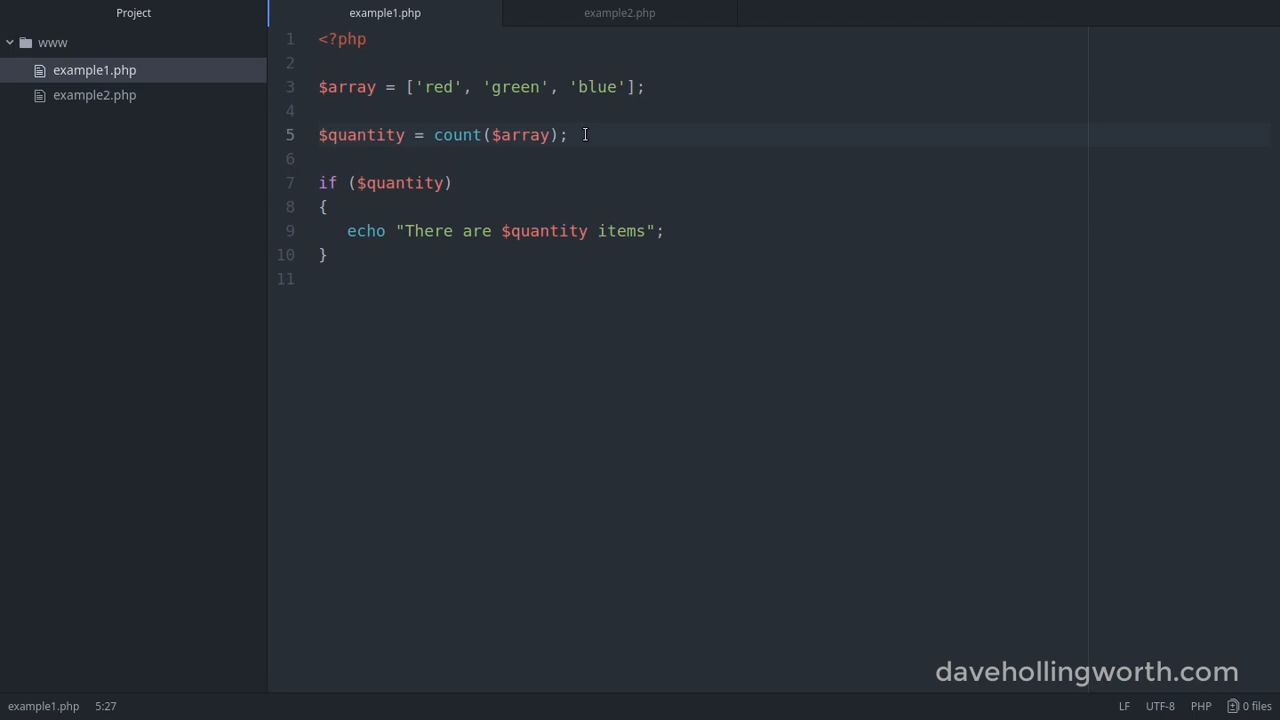 Project
example1.php
example2.php
www
example1.php
example2.php
1 <?php
2
3 $array = ['red', 'green', 'blue'];
4
5 $quantity = count($array);
6
7 if ($quantity)
8 {
9 echo "There are $quantity items";
10 }
11
davehollingworth.com
example1.php 5:27 LF UTF-8 PHP 0 files